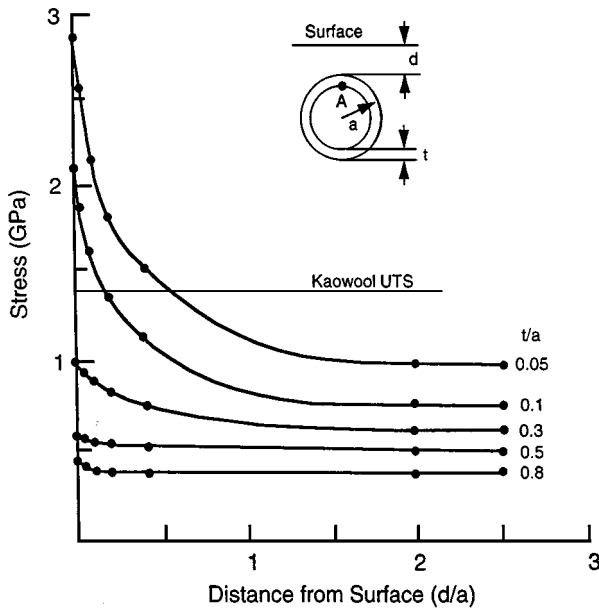 3
Surface
d
A
a
t
2
Stress (GPa)
Kaowool UTS
t/a
1
0.05
0.1
0.3
0.5
0.8
1
2
3
Distance from Surface (d/a)